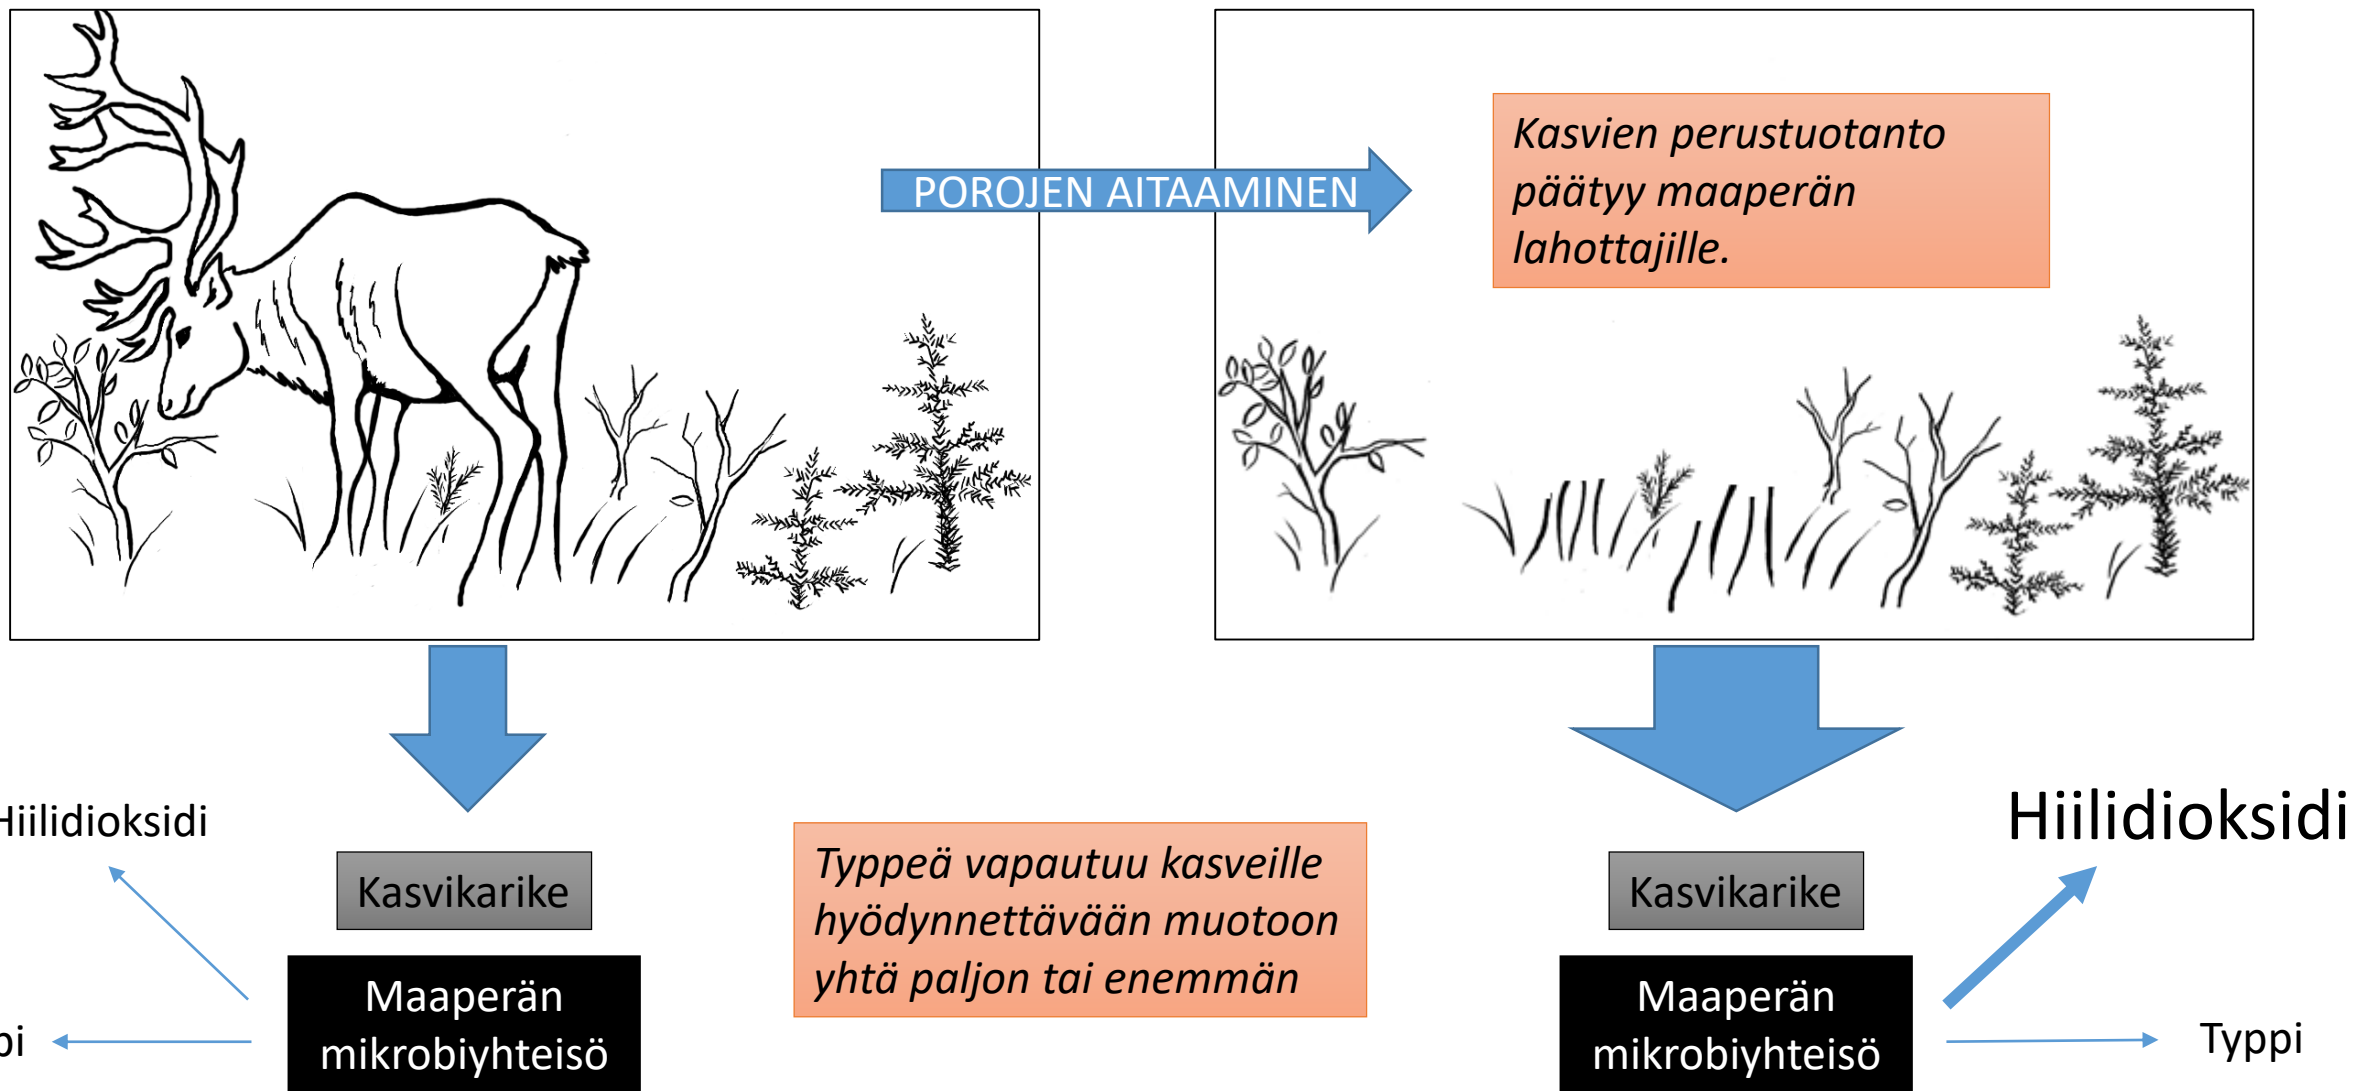 POROJEN AITAAMINEN
Kasvien perustuotanto
päätyy maaperän
lahottajille.
Hiilidioksidi
Kasvikarike
Maaperän
mikrobiyhteisö
pi
Typpeä vapautuu kasveille
hyödynnettävään muotoon
yhtä paljon tai enemmän
Hiilidioksidi
Kasvikarike
Maaperän
mikrobiyhteisö
Typpi